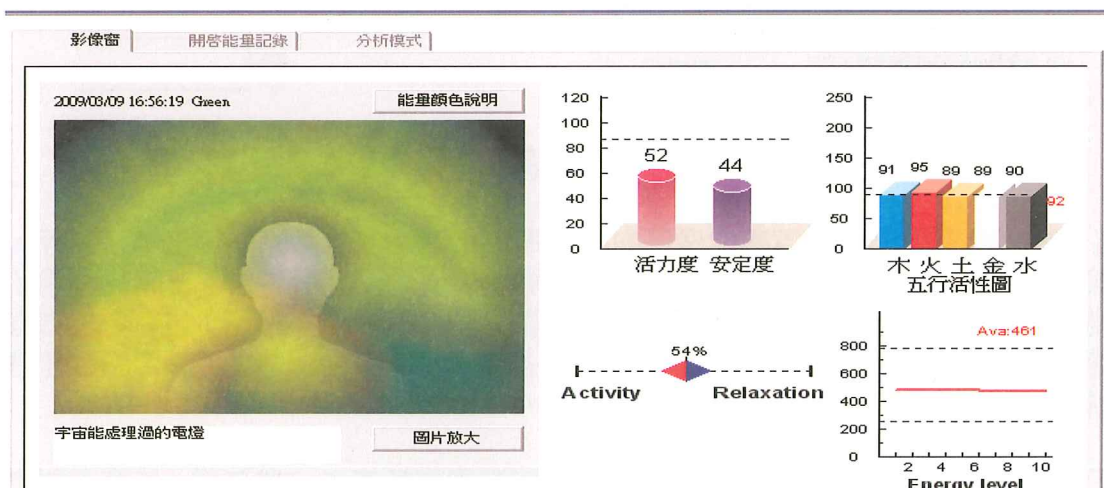 影像窗
開啓能量記錄
分析模式
2009/03/09 16:56:19 Green
能量顏色說明
宇宙能處理過的電燈
圖片放大
120
100
80
60
40
20
0
52
44
活力度 安定度
250
200
150
100
50
0
91 95 89 89 90
92
木 火 土 金 水
五行活性圖
54%
Activity Relaxation
Ava:461
800
600
400
200
0
2 4 6 8 10
Energy level